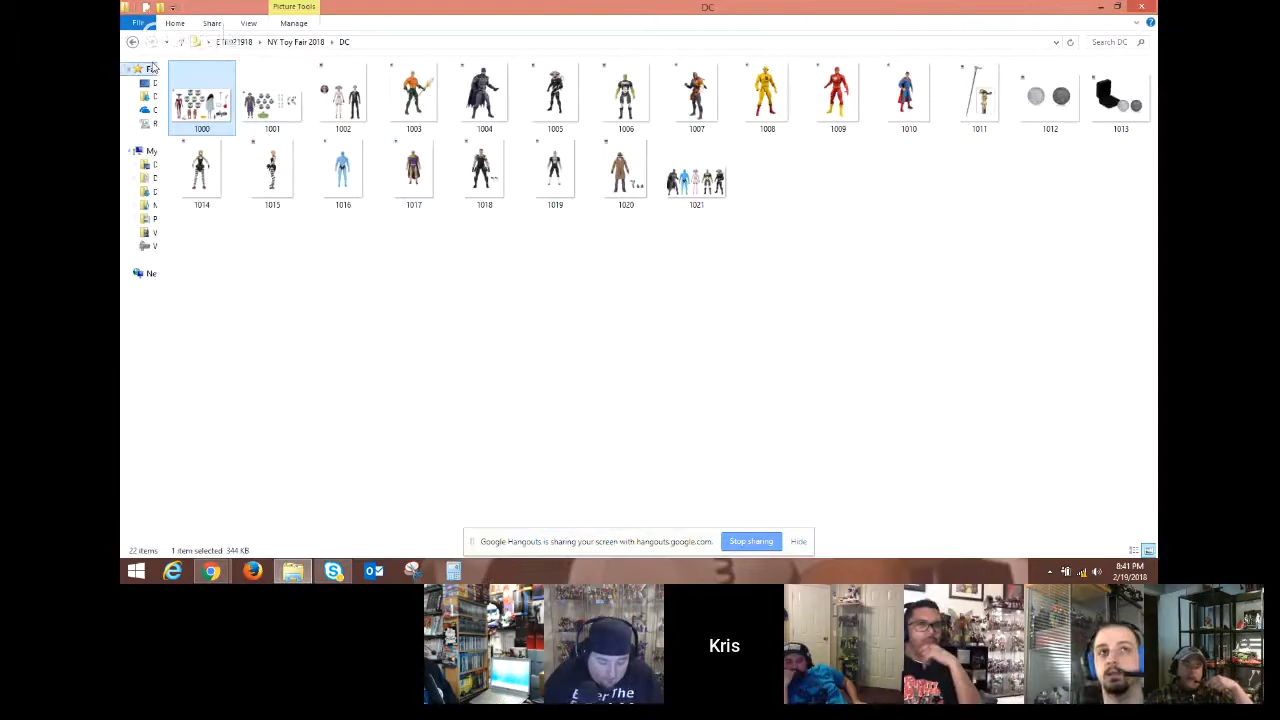 Picture Tools
DC
File Home Share View Manage
NY Toy Fair 2018 DC
Search DC
1000 1001 1002 1003 1004 1005 1006 1007 1008 1009 1010 1011 1012 1013
My
1014 1015 1016 1017 1018 1019 1020 1021
Ne
Google Hangouts is sharing your screen with hangouts.google.com. Stop sharing Hide
22 items 1 item selected 344 KB
8:41 PM
2/19/2018
Kris